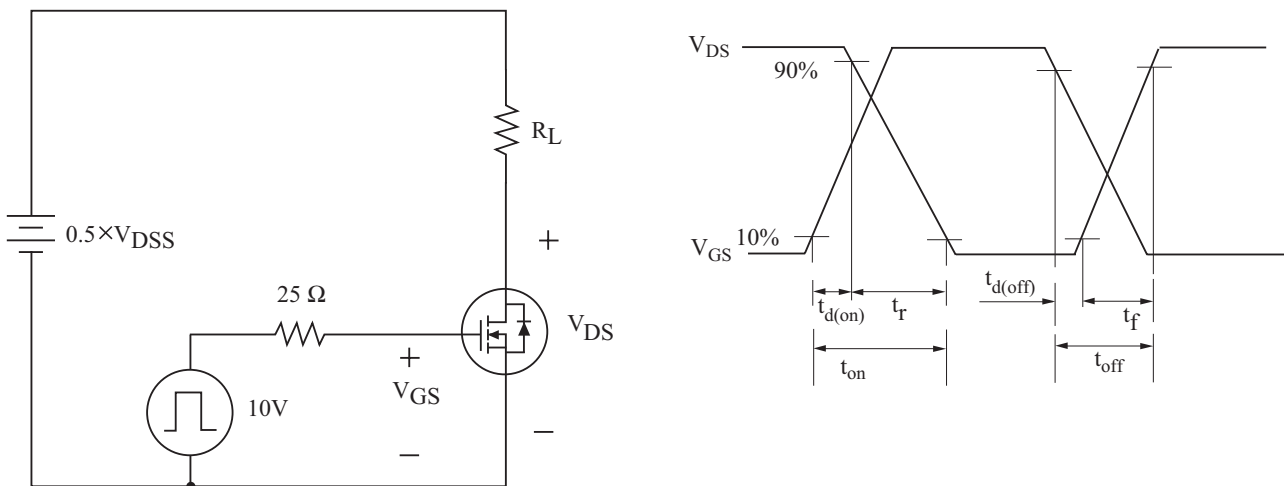 R_L
0.5×V_DSS
+
25 Ω
V_DS
+
V_GS
10V
−
−
V_DS
90%
V_GS
10%
t_d(on)
t_r
t_d(off)
t_f
t_on
t_off